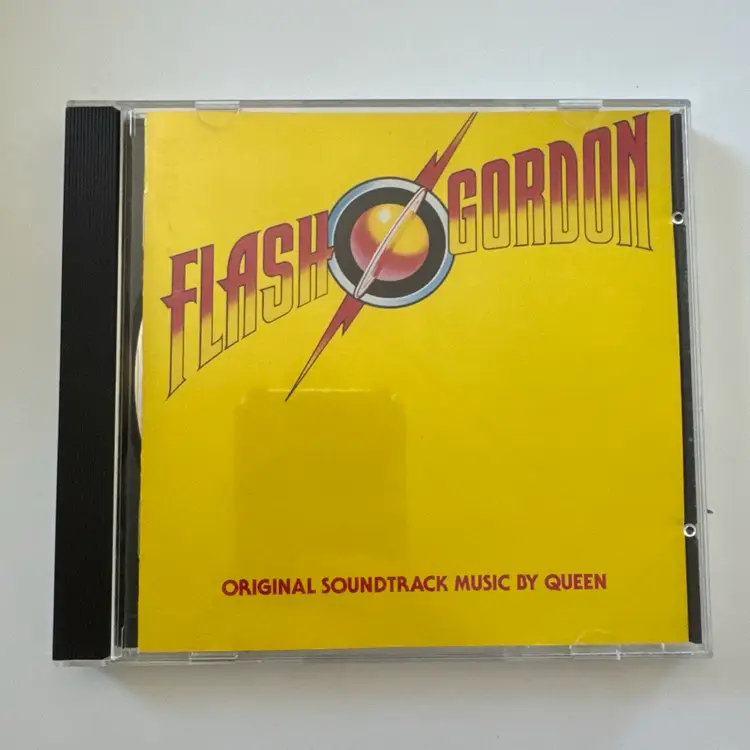 FLASH GORDON
ORIGINAL SOUNDTRACK MUSIC BY QUEEN